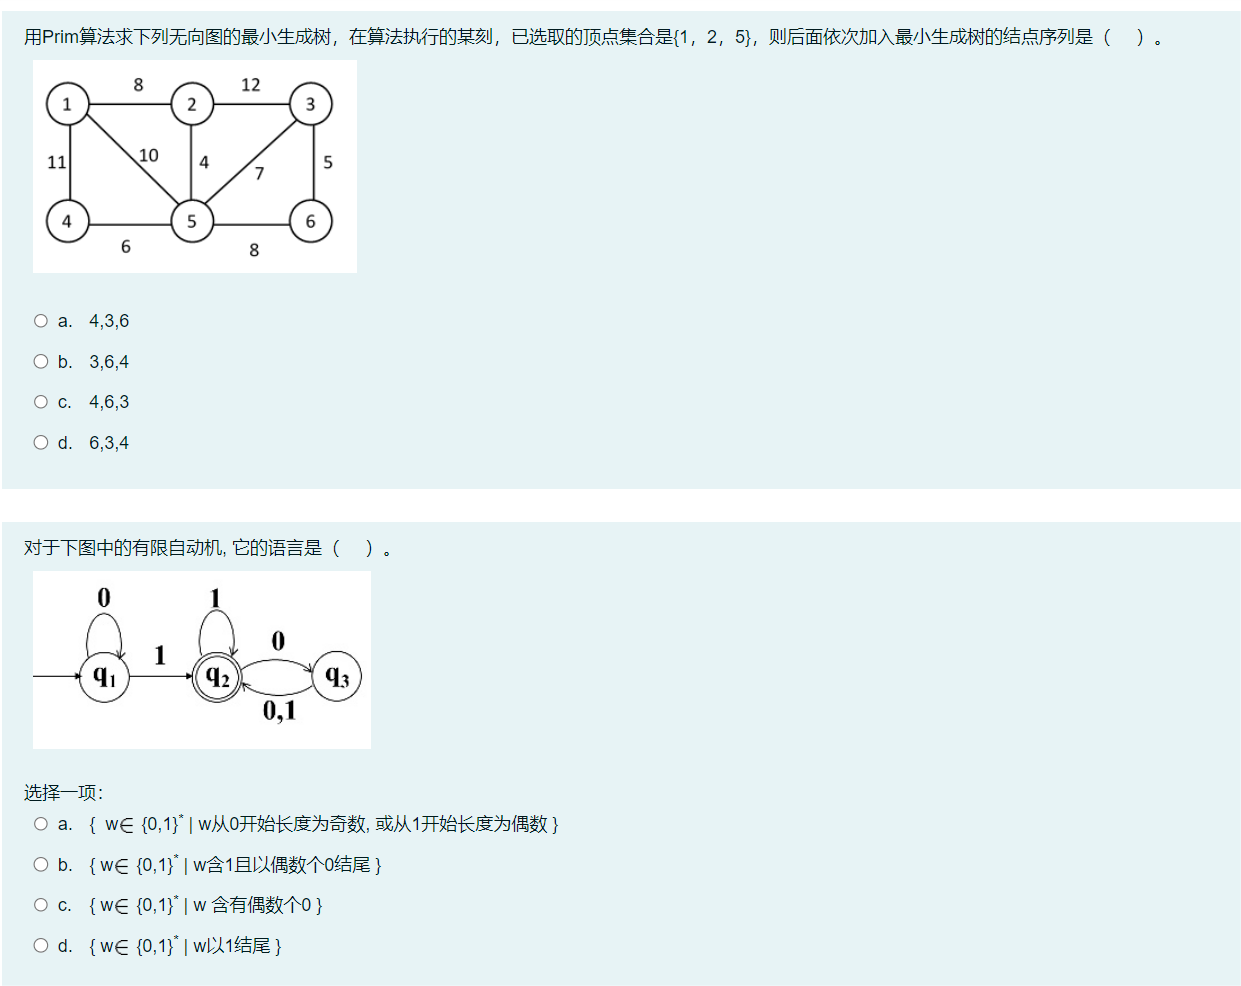 用Prim算法求下列无向图的最小生成树，在算法执行的某刻，已选取的顶点集合是{1，2，5}，则后面依次加入最小生成树的结点序列是（　）。
8 12
1 2 3
11 10 4 7 5
4 5 6
6 8
a. 4,3,6
b. 3,6,4
c. 4,6,3
d. 6,3,4
对于下图中的有限自动机, 它的语言是（　）。
0 1
1 0
q₁ q₂ q₃
0,1
选择一项：
a. { w∈ {0,1}* | w从0开始长度为奇数, 或从1开始长度为偶数 }
b. { w∈ {0,1}* | w含1且以偶数个0结尾 }
c. { w∈ {0,1}* | w 含有偶数个0 }
d. { w∈ {0,1}* | w以1结尾 }